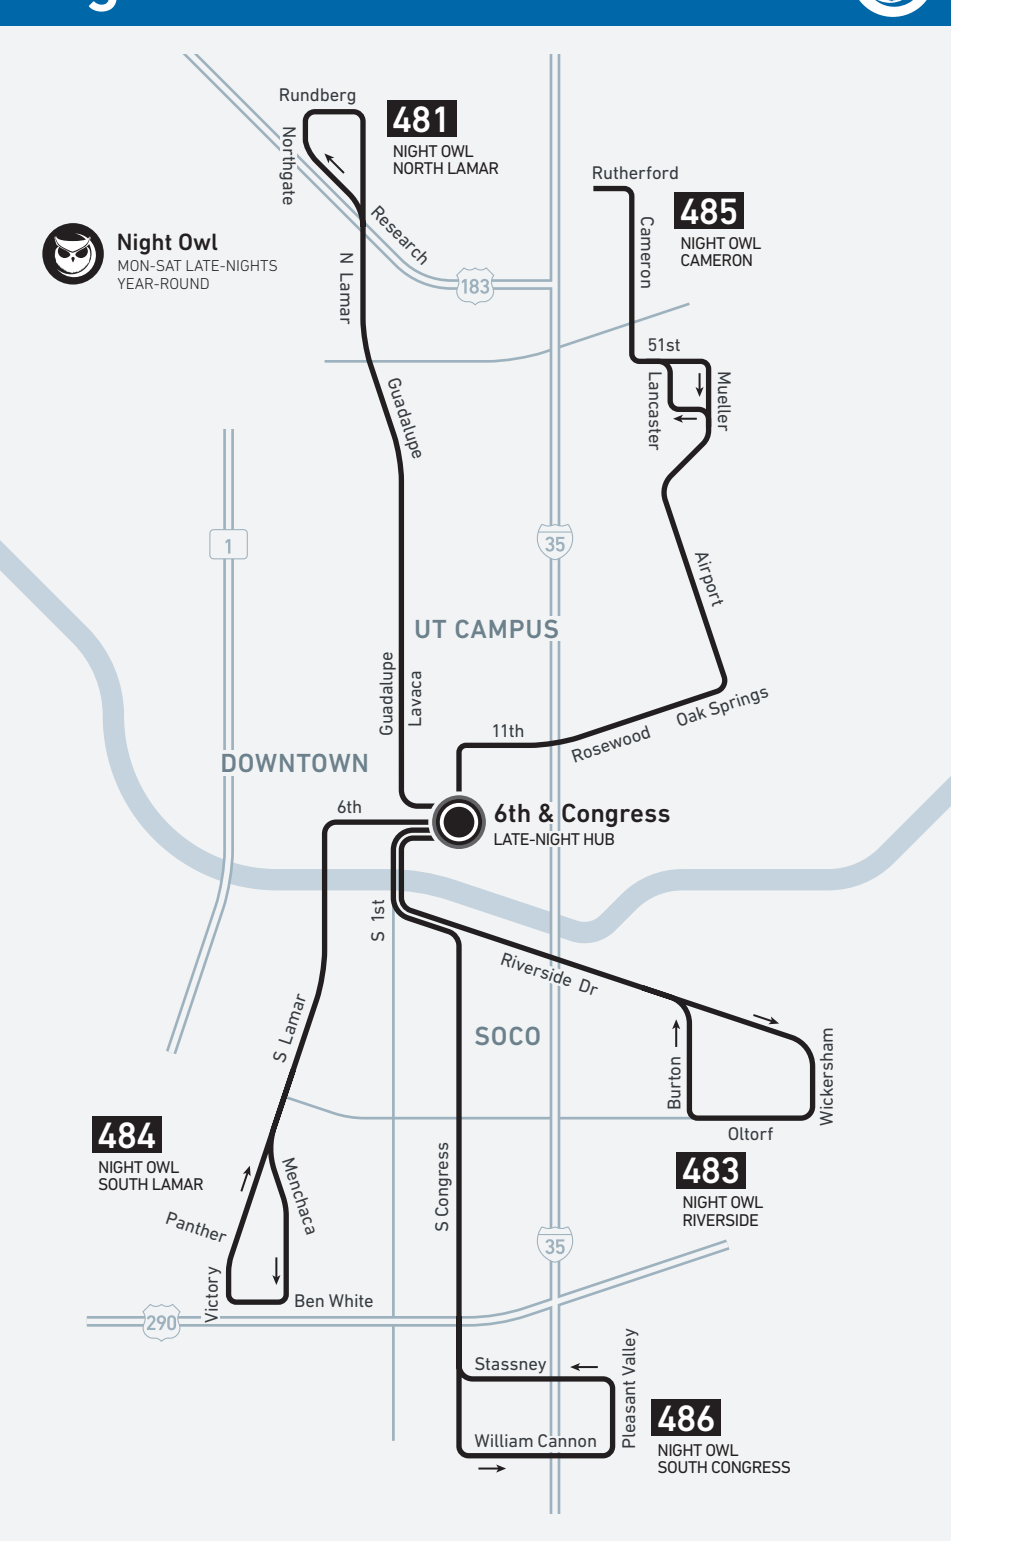 Rundberg
481
NIGHT OWL
NORTH LAMAR
Northgate
Research
Rutherford
485
NIGHT OWL
CAMERON
Cameron
Night Owl
MON-SAT LATE-NIGHTS
YEAR-ROUND
N Lamar
183
51st
Lancaster
Mueller
Guadalupe
1
35
Airport
UT CAMPUS
Guadalupe
Lavaca
Oak Springs
11th
Rosewood
DOWNTOWN
6th
6th & Congress
LATE-NIGHT HUB
S 1st
Riverside Dr
S Lamar
SOCO
Burton
Wickersham
Oltorf
484
NIGHT OWL
SOUTH LAMAR
483
NIGHT OWL
RIVERSIDE
Menchaca
S Congress
Panther
35
Victory
Ben White
290
Stassney
Pleasant Valley
486
NIGHT OWL
SOUTH CONGRESS
William Cannon